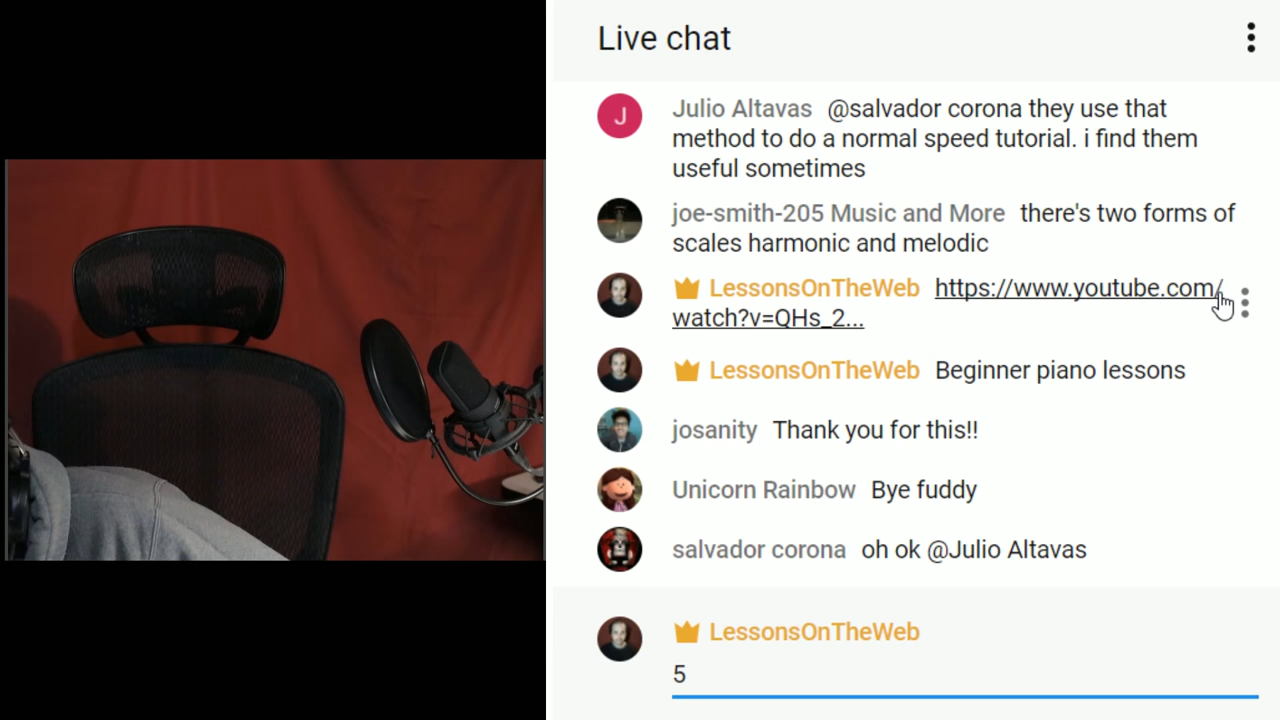 Live chat
J
Julio Altavas @salvador corona they use that
method to do a normal speed tutorial. i find them
useful sometimes
joe-smith-205 Music and More there's two forms of
scales harmonic and melodic
LessonsOnTheWeb https://www.youtube.com/
watch?v=QHs_2...
LessonsOnTheWeb Beginner piano lessons
josanity Thank you for this!!
Unicorn Rainbow Bye fuddy
salvador corona oh ok @Julio Altavas
LessonsOnTheWeb
5